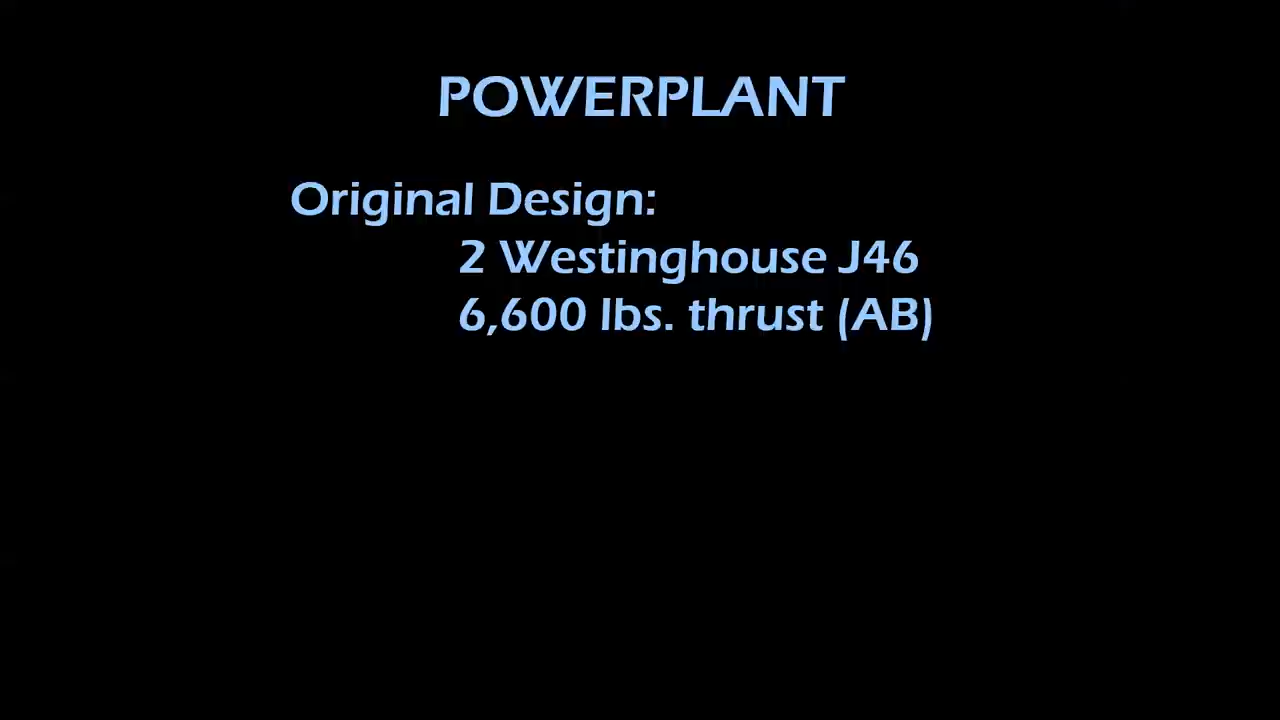 POWERPLANT
Original Design:
2 Westinghouse J46
6,600 lbs. thrust (AB)